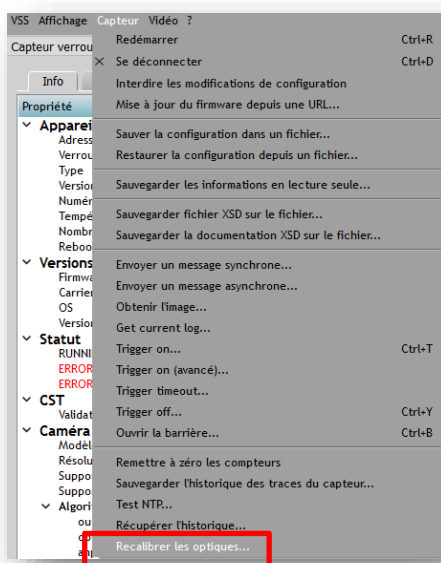 VSS Affichage Capteur Vidéo ?
Capteur verrou
Redémarrer Ctrl+R
Se déconnecter Ctrl+D
Interdire les modifications de configuration
Info
Mise à jour du firmware depuis une URL...
Propriété
Appareil
Sauver la configuration dans un fichier...
Adress
Restaurer la configuration depuis un fichier...
Verrou
Type
Version
Sauvegarder les informations en lecture seule...
Numér
Tempé
Sauvegarder fichier XSD sur le fichier...
Nombr
Sauvegarder la documentation XSD sur le fichier...
Reboo
Versions
Envoyer un message synchrone...
Firmwa
Envoyer un message asynchrone...
Carrier
OS
Obtenir l'image...
Version
Get current log...
Statut
Trigger on... Ctrl+T
RUNNI
ERROR
Trigger on (avancé)...
ERROR
Trigger timeout...
CST
Trigger off... Ctrl+Y
Validat
Caméra
Ouvrir la barrière... Ctrl+B
Modèl
Résolu
Remettre à zéro les compteurs
Suppo
Sauvegarder l'historique des traces du capteur...
Suppo
Algori
Test NTP...
ou
Récupérer l'historique...
Recalibrer les optiques...